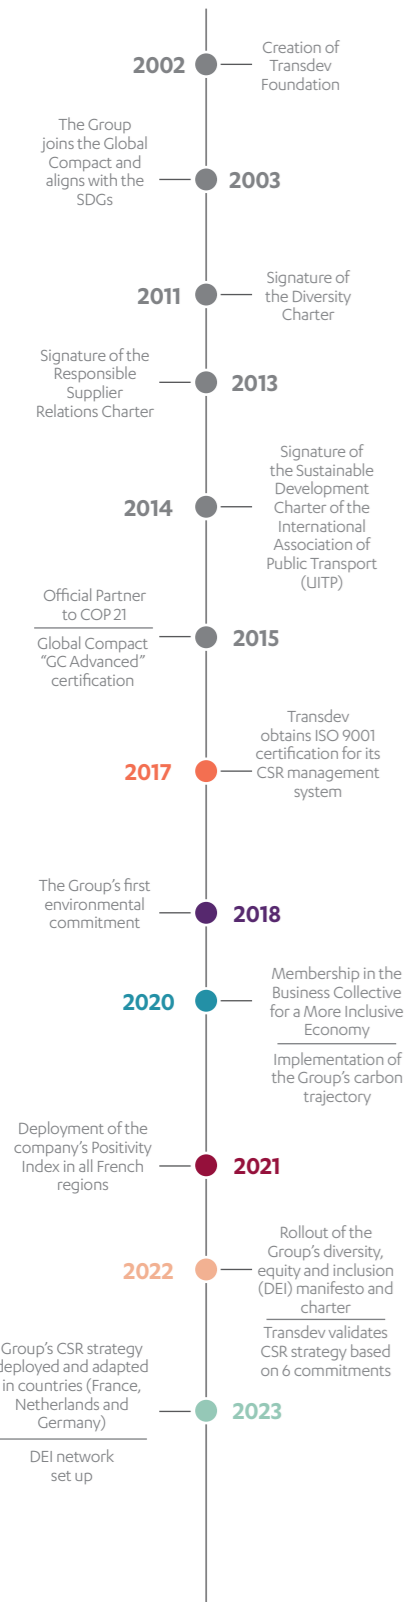 2002
Creation of
Transdev
Foundation
The Group
joins the Global
Compact and
aligns with the
SDGs
2003
2011
Signature of
the Diversity
Charter
Signature of the
Responsible
Supplier
Relations Charter
2013
2014
Signature of
the Sustainable
Development
Charter of the
International
Association of
Public Transport
(UITP)
Official Partner
to COP 21
Global Compact
“GC Advanced”
certification
2015
2017
Transdev
obtains ISO 9001
certification for its
CSR management
system
The Group’s first
environmental
commitment
2018
2020
Membership in the
Business Collective
for a More Inclusive
Economy
Implementation of
the Group’s carbon
trajectory
Deployment of the
company’s Positivity
Index in all French
regions
2021
2022
Rollout of the
Group’s diversity,
equity and inclusion
(DEI) manifesto and
charter
Transdev validates
CSR strategy based
on 6 commitments
Group’s CSR strategy
deployed and adapted
in countries (France,
Netherlands and
Germany)
DEI network
set up
2023